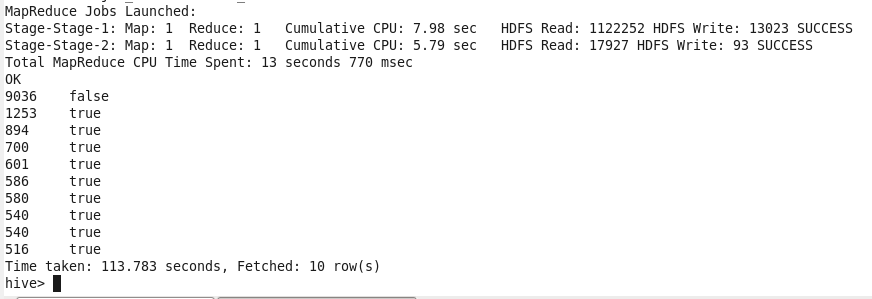 MapReduce Jobs Launched:
Stage-Stage-1: Map: 1  Reduce: 1   Cumulative CPU: 7.98 sec   HDFS Read: 1122252 HDFS Write: 13023 SUCCESS
Stage-Stage-2: Map: 1  Reduce: 1   Cumulative CPU: 5.79 sec   HDFS Read: 17927 HDFS Write: 93 SUCCESS
Total MapReduce CPU Time Spent: 13 seconds 770 msec
OK
9036    false
1253    true
894     true
700     true
601     true
586     true
580     true
540     true
540     true
516     true
Time taken: 113.783 seconds, Fetched: 10 row(s)
hive>